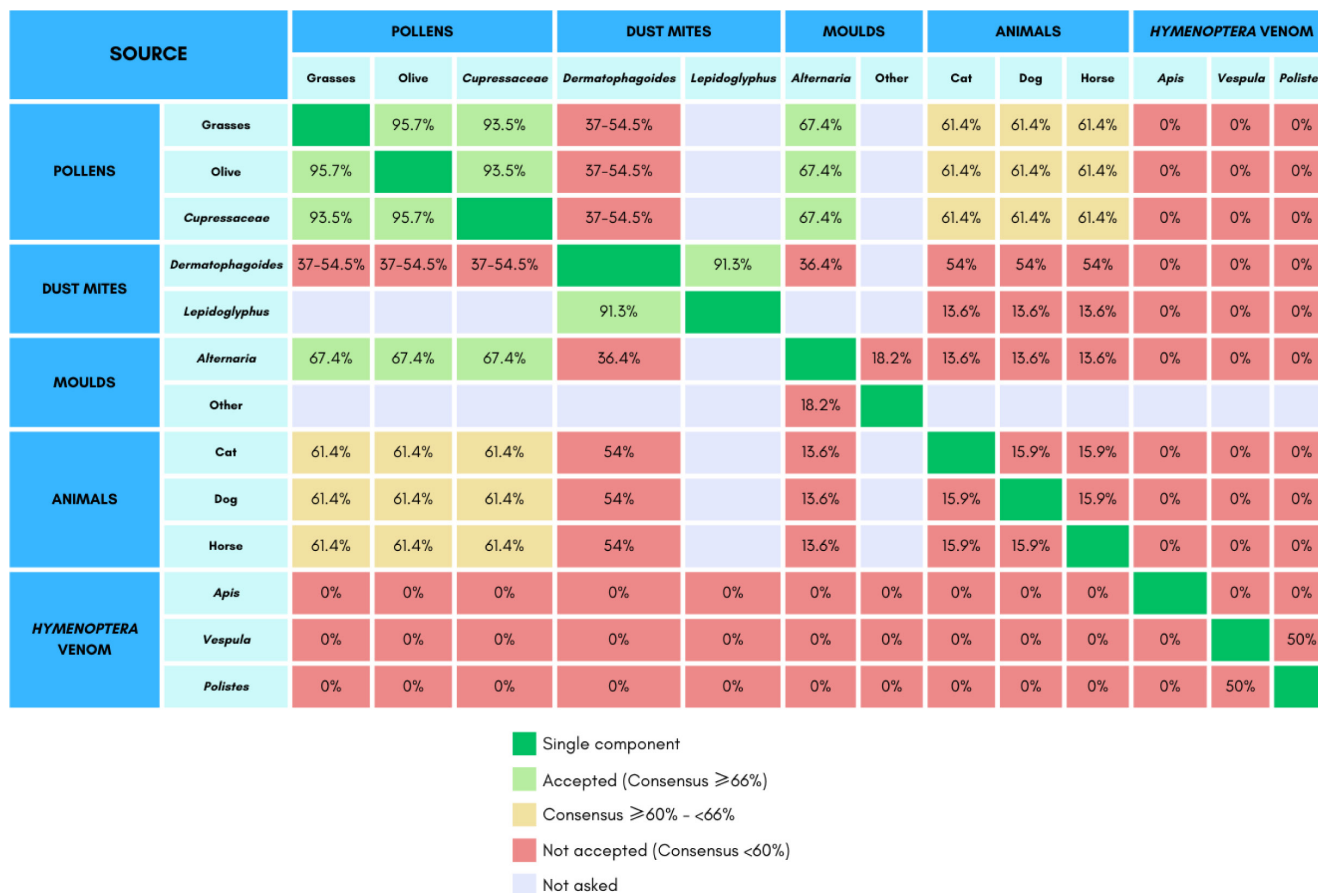 SOURCE POLLENS DUST MITES MOULDS ANIMALS HYMENOPTERA VENOM
Grasses Olive Cupressaceae Dermatophagoides Lepidoglyphus Alternaria Other Cat Dog Horse Apis Vespula Poliste
POLLENS
Grasses 95.7% 93.5% 37-54.5% 67.4% 61.4% 61.4% 61.4% 0% 0% 0%
Olive 95.7% 93.5% 37-54.5% 67.4% 61.4% 61.4% 61.4% 0% 0% 0%
Cupressaceae 93.5% 95.7% 37-54.5% 67.4% 61.4% 61.4% 61.4% 0% 0% 0%
DUST MITES
Dermatophagoides 37-54.5% 37-54.5% 37-54.5% 91.3% 36.4% 54% 54% 54% 0% 0% 0%
Lepidoglyphus 91.3% 13.6% 13.6% 13.6% 0% 0% 0%
MOULDS
Alternaria 67.4% 67.4% 67.4% 36.4% 18.2% 13.6% 13.6% 13.6% 0% 0% 0%
Other 18.2%
ANIMALS
Cat 61.4% 61.4% 61.4% 54% 13.6% 15.9% 15.9% 0% 0% 0%
Dog 61.4% 61.4% 61.4% 54% 13.6% 15.9% 15.9% 0% 0% 0%
Horse 61.4% 61.4% 61.4% 54% 13.6% 15.9% 15.9% 0% 0% 0%
HYMENOPTERA
VENOM
Apis 0% 0% 0% 0% 0% 0% 0% 0% 0% 0% 0% 0%
Vespula 0% 0% 0% 0% 0% 0% 0% 0% 0% 0% 0% 50%
Polistes 0% 0% 0% 0% 0% 0% 0% 0% 0% 0% 0% 50%
Single component
Accepted (Consensus ⩾66%)
Consensus ⩾60% - <66%
Not accepted (Consensus <60%)
Not asked